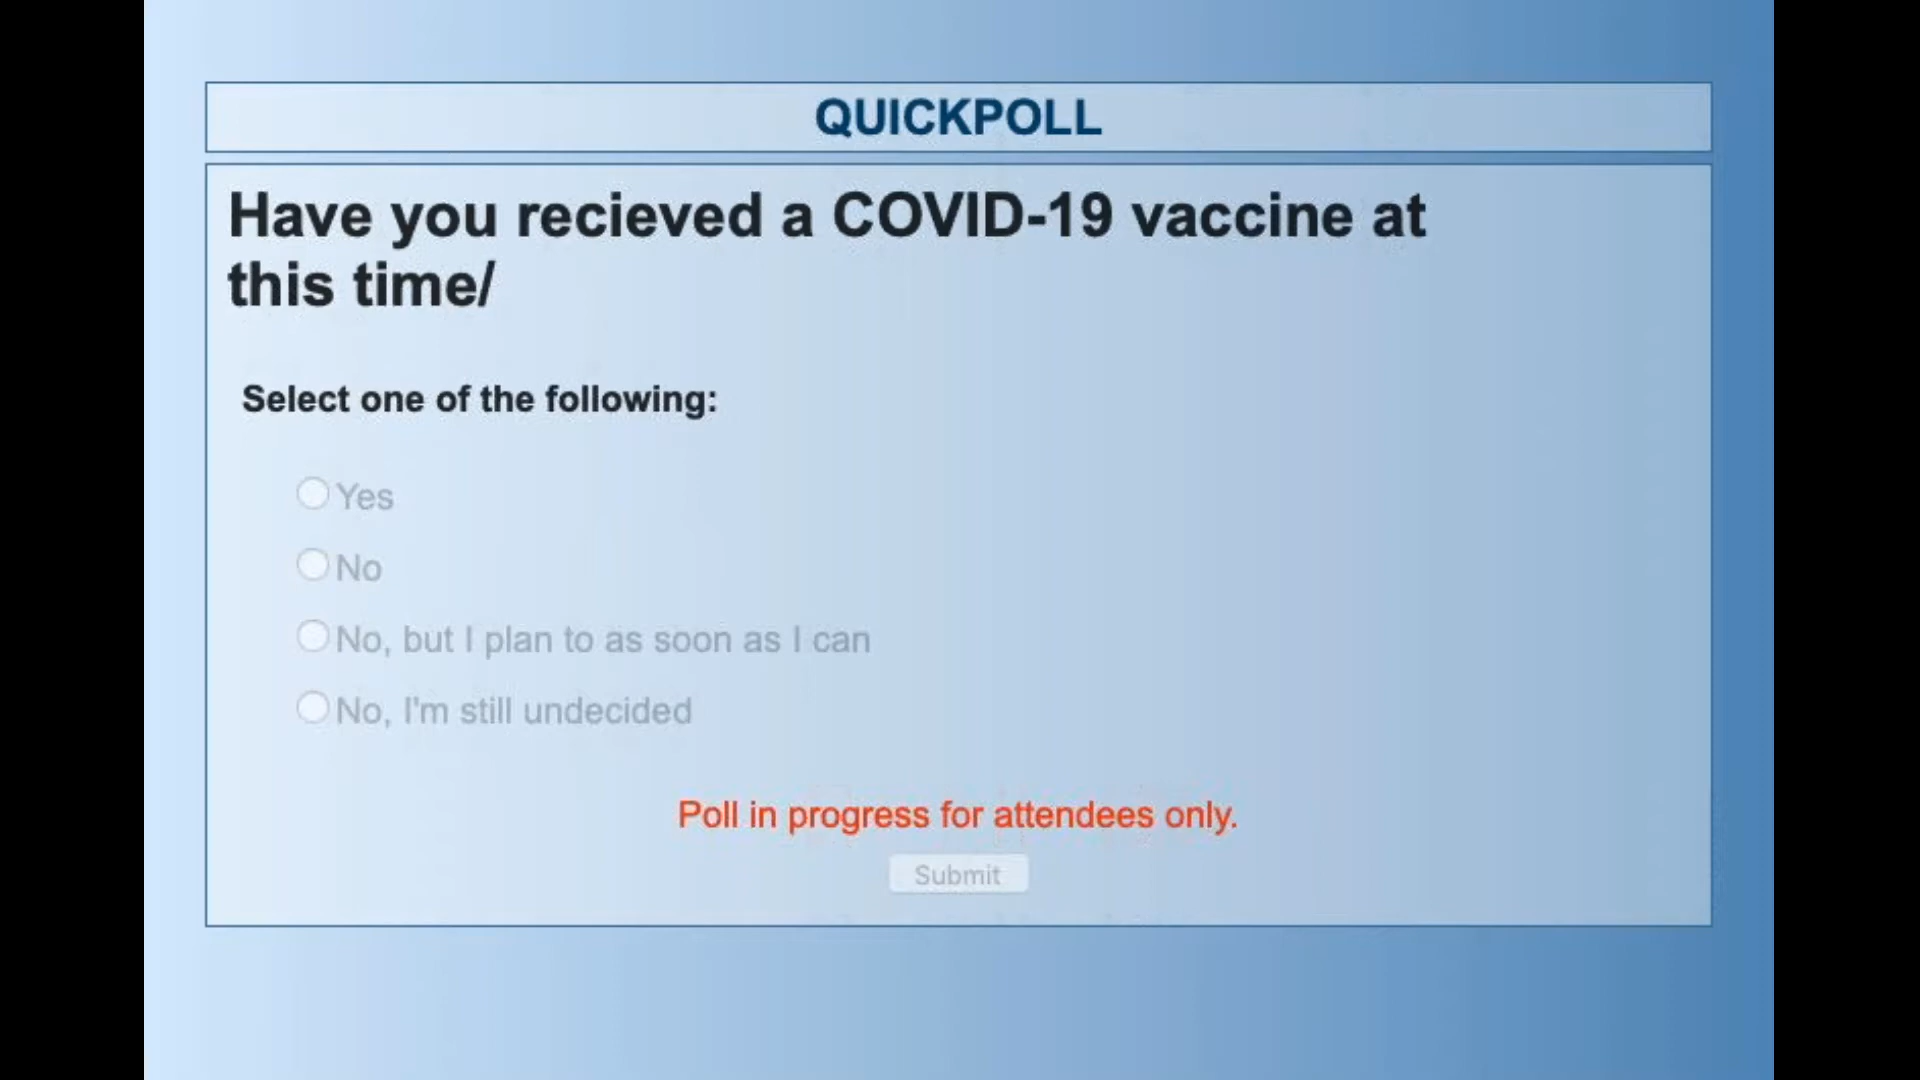 QUICKPOLL
Have you recieved a COVID-19 vaccine at
this time/
Select one of the following:
Yes
No
No, but I plan to as soon as I can
No, I'm still undecided
Poll in progress for attendees only.
Submit